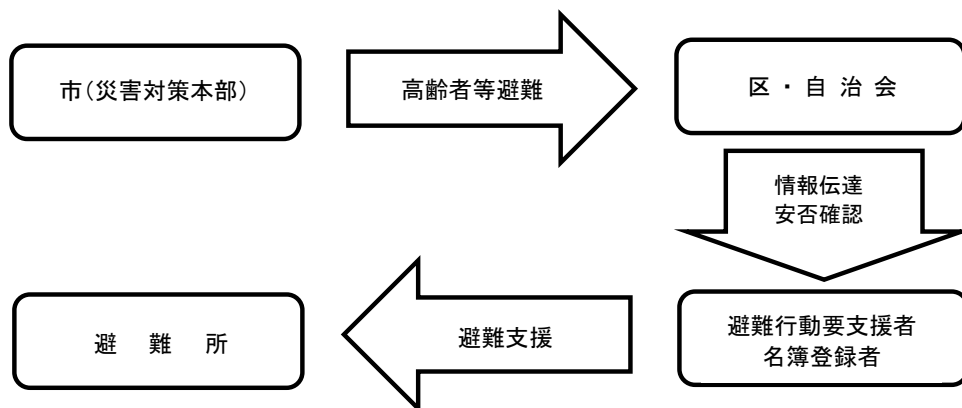 市(災害対策本部)
高齢者等避難
区・自治会
情報伝達
安否確認
避難行動要支援者
名簿登録者
避難支援
避難所